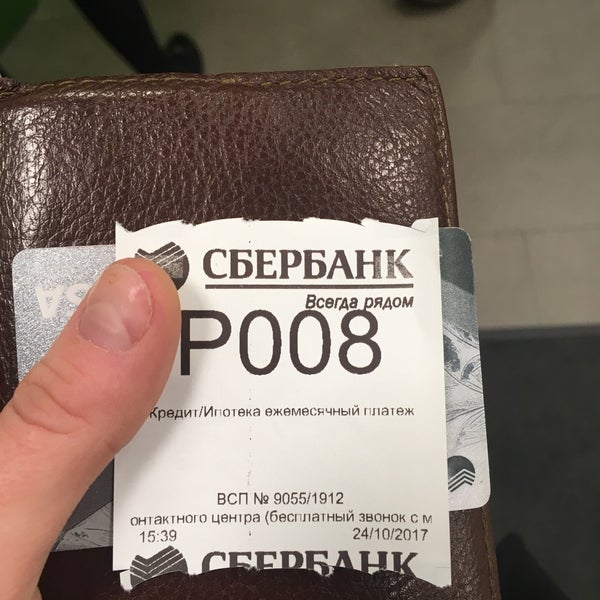 СБЕРБАНК
Всегда рядом
P008
Кредит/Ипотека ежемесячный платеж
ВСП № 9055/1912
онтактного центра (бесплатный звонок с м
15:39 24/10/2017
СБЕРБАНК